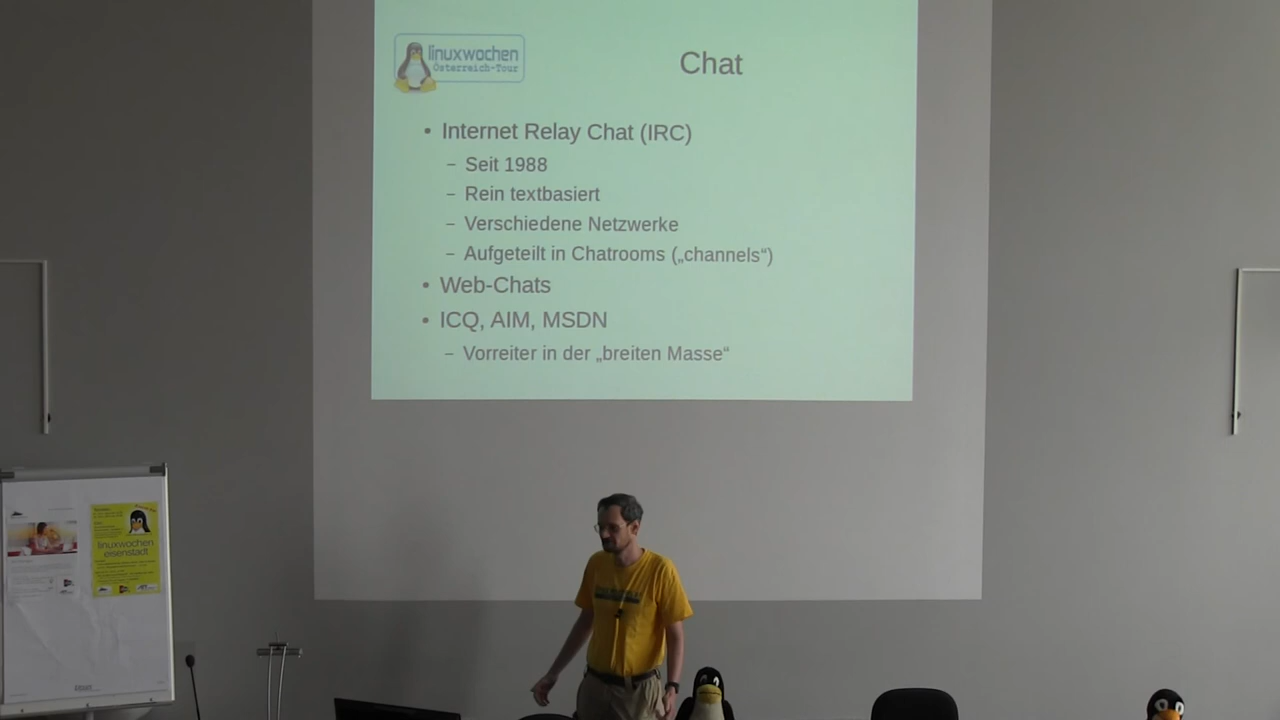 linuxwochen
Österreich-Tour
Chat
• Internet Relay Chat (IRC)
– Seit 1988
– Rein textbasiert
– Verschiedene Netzwerke
– Aufgeteilt in Chatrooms („channels“)
• Web-Chats
• ICQ, AIM, MSDN
– Vorreiter in der „breiten Masse“
linuxwochen
eisenstadt